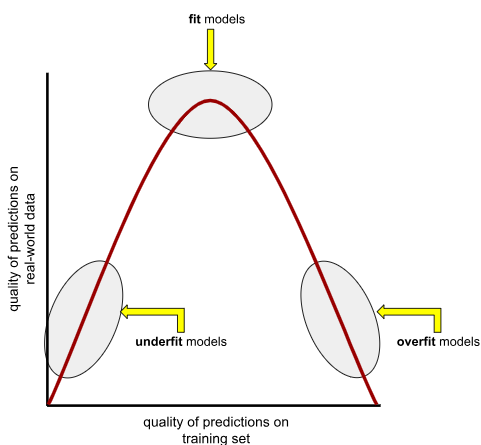 fit models
quality of predictions on
real-world data
underfit models
overfit models
quality of predictions on
training set